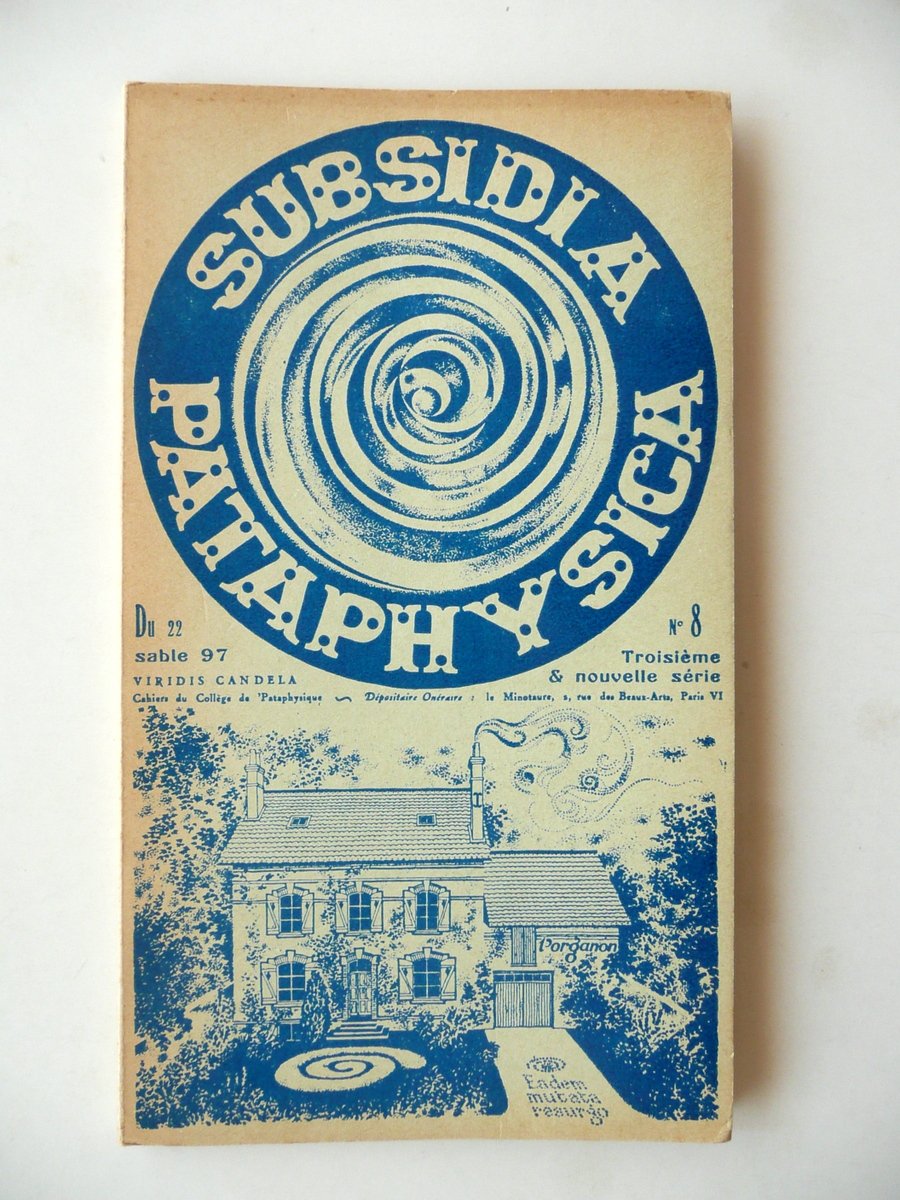 SUBSIDIA
PATAPHYSICA
Du 22
sable 97
VIRIDIS CANDELA
N° 8
Troisième
& nouvelle série
Cahiers du Collège de 'Pataphysique ~ Dépositaire Onéraire : le Minotaure, 2, rue des Beaux-Arts, Paris VI
l'organon
Eadem
mutata
resurgo